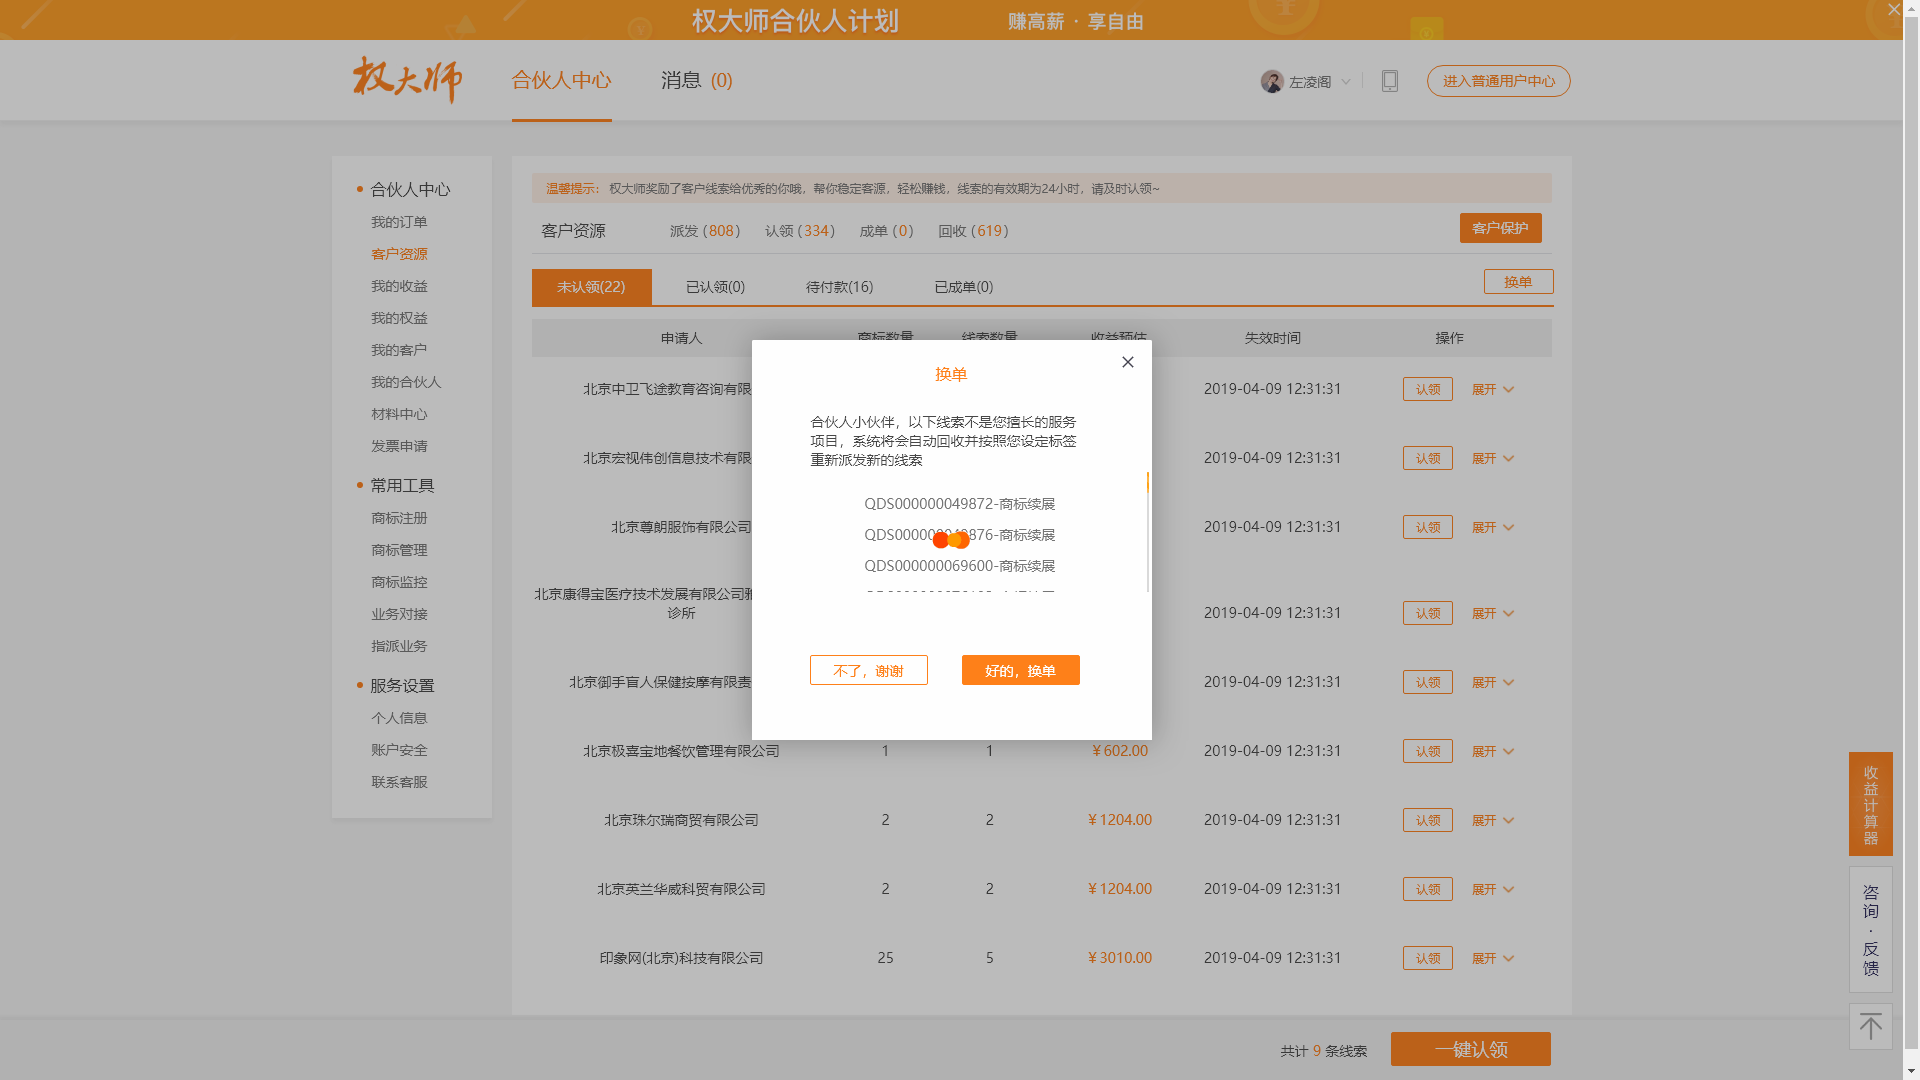 权大师合伙人计划 赚高薪 · 享自由
权大师 合伙人中心 消息 (0) 左凌阁 进入普通用户中心
合伙人中心
我的订单
客户资源
我的收益
我的权益
我的客户
我的合伙人
材料中心
发票申请
常用工具
商标注册
商标管理
商标监控
业务对接
指派业务
服务设置
个人信息
账户安全
联系客服
温馨提示： 权大师奖励了客户线索给优秀的你哦，帮你稳定客源，轻松赚钱，线索的有效期为24小时，请及时认领~
客户资源 派发 (808) 认领 (334) 成单 (0) 回收 (619) 客户保护
未认领(22) 已认领(0) 待付款(16) 已成单(0) 换单
申请人 商标数量 线索数量 收益预估 失效时间 操作
北京中卫飞途教育咨询有限 2019-04-09 12:31:31 认领 展开
北京宏视伟创信息技术有限 2019-04-09 12:31:31 认领 展开
北京尊朗服饰有限公司 2019-04-09 12:31:31 认领 展开
北京康得宝医疗技术发展有限公司
诊所 2019-04-09 12:31:31 认领 展开
北京御手盲人保健按摩有限责 2019-04-09 12:31:31 认领 展开
北京极喜宝地餐饮管理有限公司 1 1 ￥602.00 2019-04-09 12:31:31 认领 展开
北京珠尔瑞商贸有限公司 2 2 ￥1204.00 2019-04-09 12:31:31 认领 展开
北京英兰华威科贸有限公司 2 2 ￥1204.00 2019-04-09 12:31:31 认领 展开
印象网(北京)科技有限公司 25 5 ￥3010.00 2019-04-09 12:31:31 认领 展开
换单
合伙人小伙伴，以下线索不是您擅长的服务
项目，系统将会自动回收并按照您设定标签
重新派发新的线索
QDS000000049872-商标续展
876-商标续展
QDS000000069600-商标续展
不了，谢谢 好的，换单
共计 9 条线索 一键认领
收益计算器
咨询·反馈